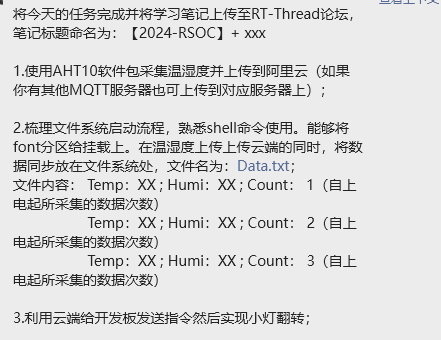 将今天的任务完成并将学习笔记上传至RT-Thread论坛，
笔记标题命名为：【2024-RSOC】+ xxx
1.使用AHT10软件包采集温湿度并上传到阿里云（如果
你有其他MQTT服务器也可上传到对应服务器上）；
2.梳理文件系统启动流程，熟悉shell命令使用。能够将
font分区给挂载上。在温湿度上传上传云端的同时，将数
据同步放在文件系统处，文件名为：Data.txt；
文件内容： Temp：XX ; Humi：XX ; Count： 1（自上
电起所采集的数据次数）
Temp：XX ; Humi：XX ; Count： 2（自上
电起所采集的数据次数）
Temp：XX ; Humi：XX ; Count： 3（自上
电起所采集的数据次数）
3.利用云端给开发板发送指令然后实现小灯翻转；